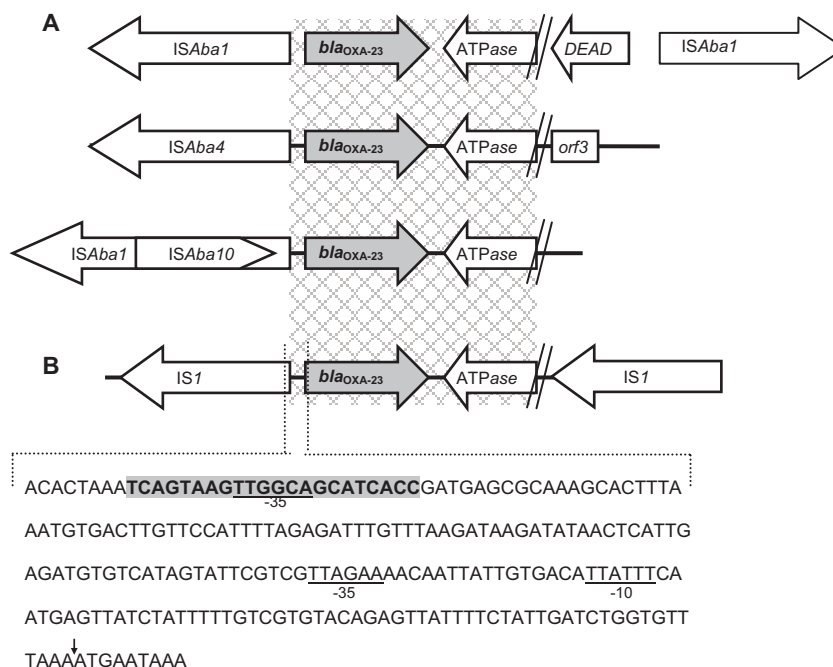 A
ISAba1 blaOXA-23 ATPase DEAD ISAba1
ISAba4 blaOXA-23 ATPase orf3
ISAba1 ISAba10 blaOXA-23 ATPase
B
IS1 blaOXA-23 ATPase IS1
ACACTAAATCAGTAAGTTGGCAGCATCACCGATGAGCGCAAAGCACTTTA
-35
AATGTGACTTGTTCCATTTTAGAGATTTGTTTAAGATAAGATATAACTCATTG
AGATGTGTCATAGTATTCGTCGTTAGAAAACAATTATTGTGACATTATTTCA
-35 -10
ATGAGTTATCTATTTTTGTCGTGTACAGAGTTATTTTCTATTGATCTGGTGTT
TAAAATGAATAAA